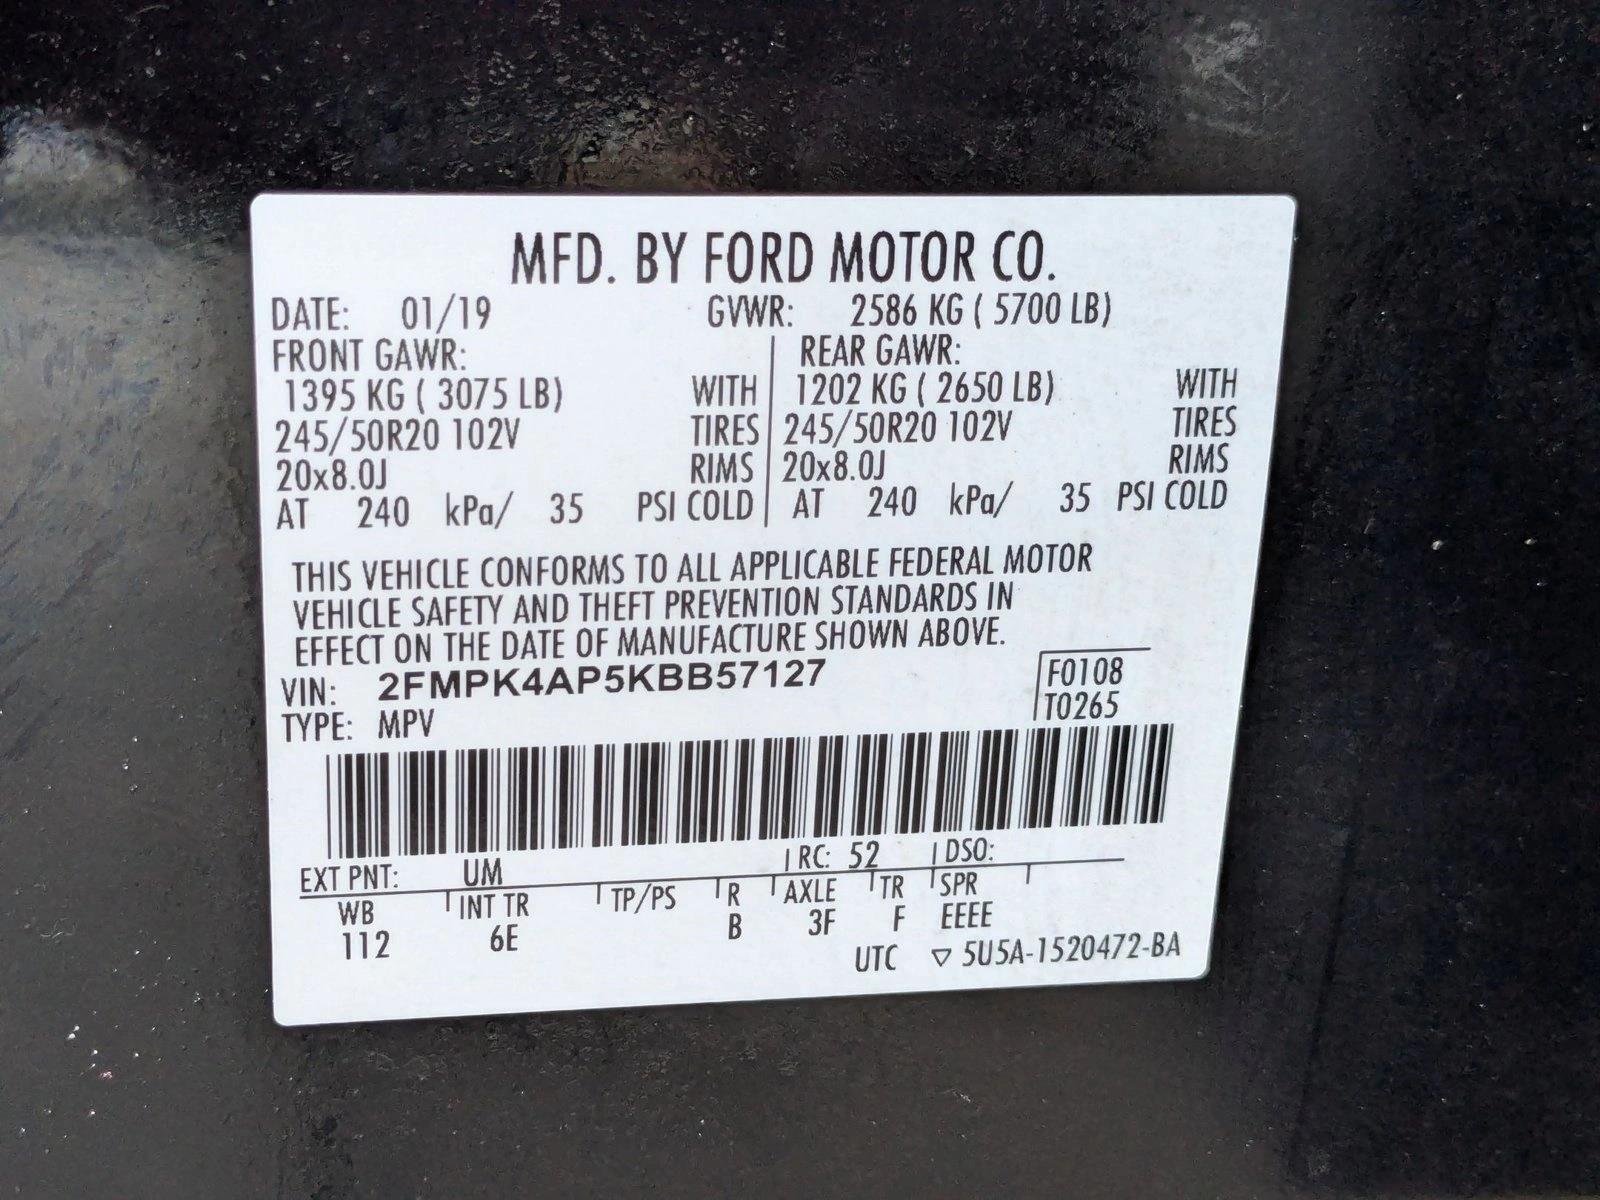 MFD. BY FORD MOTOR CO.
DATE: 01/19 GVWR: 2586 KG ( 5700 LB)
FRONT GAWR: REAR GAWR:
1395 KG ( 3075 LB) WITH 1202 KG ( 2650 LB) WITH
245/50R20 102V TIRES 245/50R20 102V TIRES
20x8.0J RIMS 20x8.0J RIMS
AT 240 kPa/ 35 PSI COLD AT 240 kPa/ 35 PSI COLD
THIS VEHICLE CONFORMS TO ALL APPLICABLE FEDERAL MOTOR
VEHICLE SAFETY AND THEFT PREVENTION STANDARDS IN
EFFECT ON THE DATE OF MANUFACTURE SHOWN ABOVE.
VIN: 2FMPK4AP5KBB57127 F0108
TYPE: MPV T0265
EXT PNT: UM RC: 52 DSO:
WB INT TR TP/PS R AXLE TR SPR
112 6E B 3F F EEEE
UTC ▽ 5U5A-1520472-BA